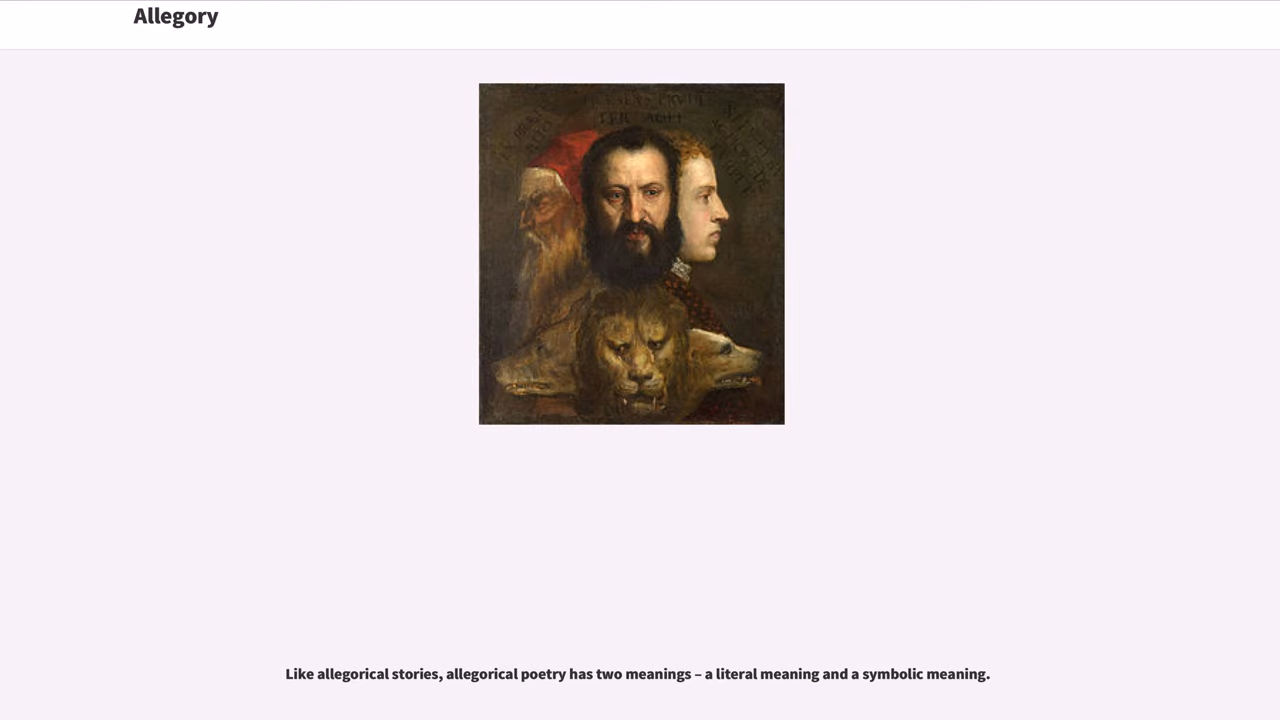 Allegory
Like allegorical stories, allegorical poetry has two meanings – a literal meaning and a symbolic meaning.